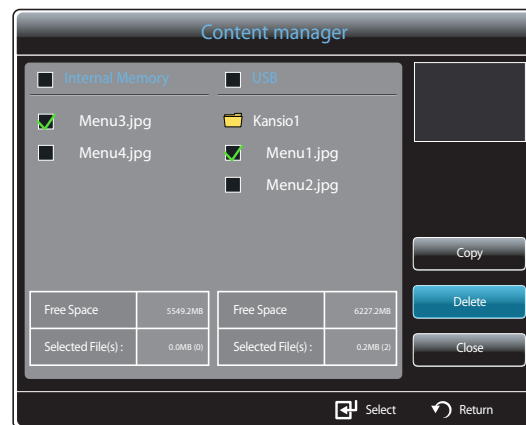 Content manager
Internal Memory
Menu3.jpg
Menu4.jpg
USB
Kansio1
Menu1.jpg
Menu2.jpg
Free Space 5549.2MB
Selected File(s) : 0.0MB (0)
Free Space 6227.2MB
Selected File(s) : 0.2MB (2)
Copy
Delete
Close
Select Return